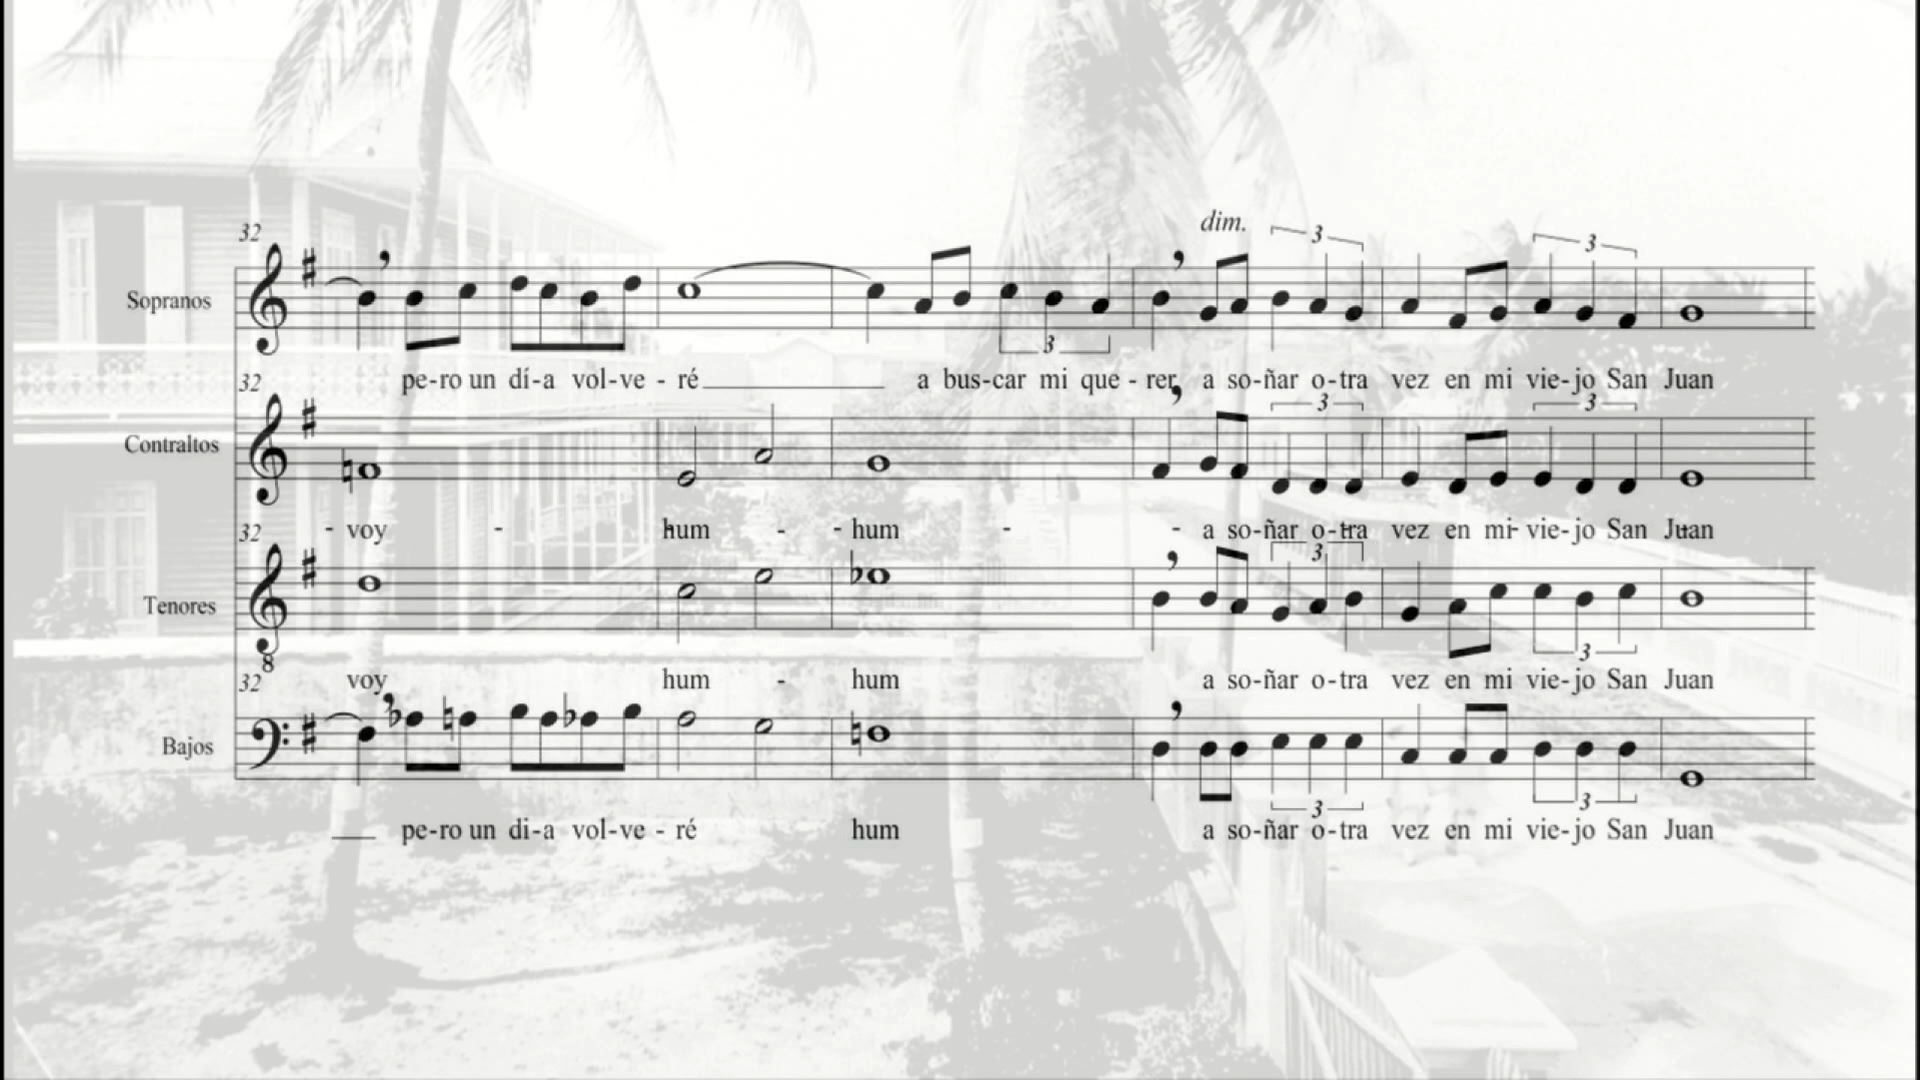 dim.
32 3 3
Sopranos
3
pe-ro un dí-a vol-ve - ré a bus-car mi que - rer, a so-ñar o-tra vez en mi vie-jo San Juan
32 3 3
Contraltos
- voy - hum - - hum - - a so-ñar o-tra vez en mi- vie-jo San Juan
32 3
Tenores
8 3
voy hum - hum a so-ñar o-tra vez en mi vie-jo San Juan
32
Bajos
3 3
pe-ro un di-a vol-ve - ré hum a so-ñar o-tra vez en mi vie-jo San Juan